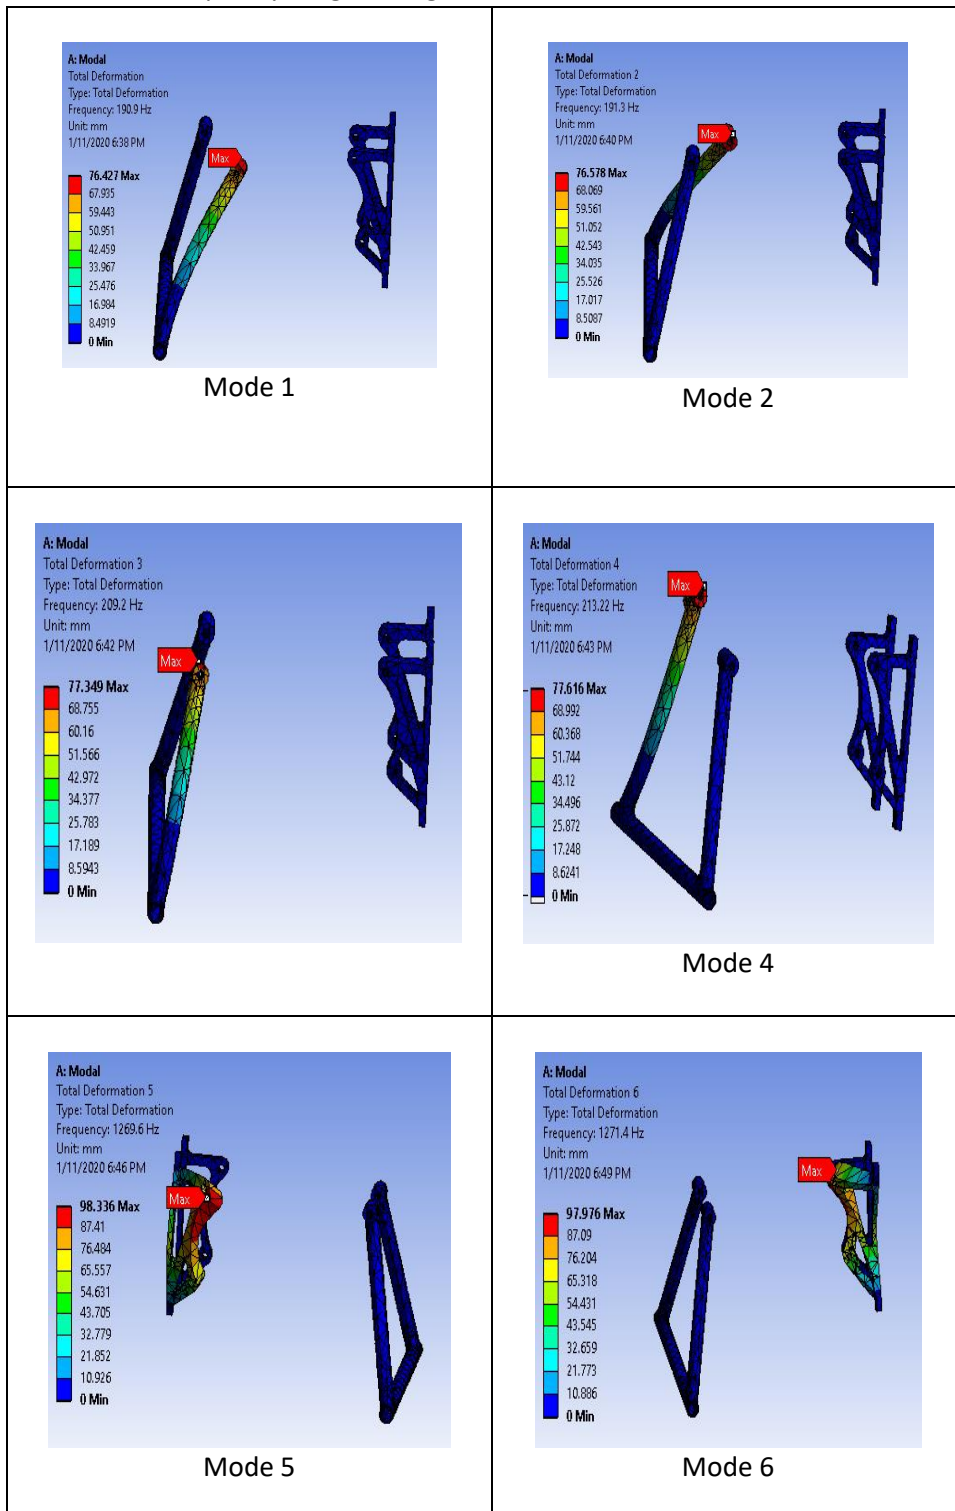 A: Modal
Total Deformation
Type: Total Deformation
Frequency: 190.9 Hz
Unit: mm
1/11/2020 6:38 PM
Max
76.427 Max
67.935
59.443
50.951
42.459
33.967
25.476
16.984
8.4919
0 Min
Mode 1
A: Modal
Total Deformation 2
Type: Total Deformation
Frequency: 191.3 Hz
Unit: mm
1/11/2020 6:40 PM
Max
76.578 Max
68.069
59.561
51.052
42.543
34.035
25.526
17.017
8.5087
0 Min
Mode 2
A: Modal
Total Deformation 3
Type: Total Deformation
Frequency: 209.2 Hz
Unit: mm
1/11/2020 6:42 PM
Max
77.349 Max
68.755
60.16
51.566
42.972
34.377
25.783
17.189
8.5943
0 Min
A: Modal
Total Deformation 4
Type: Total Deformation
Frequency: 213.22 Hz
Unit: mm
1/11/2020 6:43 PM
Max
77.616 Max
68.992
60.368
51.744
43.12
34.496
25.872
17.248
8.6241
0 Min
Mode 4
A: Modal
Total Deformation 5
Type: Total Deformation
Frequency: 1269.6 Hz
Unit: mm
1/11/2020 6:46 PM
Max
98.336 Max
87.41
76.484
65.557
54.631
43.705
32.779
21.852
10.926
0 Min
Mode 5
A: Modal
Total Deformation 6
Type: Total Deformation
Frequency: 1271.4 Hz
Unit: mm
1/11/2020 6:49 PM
Max
97.976 Max
87.09
76.204
65.318
54.431
43.545
32.659
21.773
10.886
0 Min
Mode 6